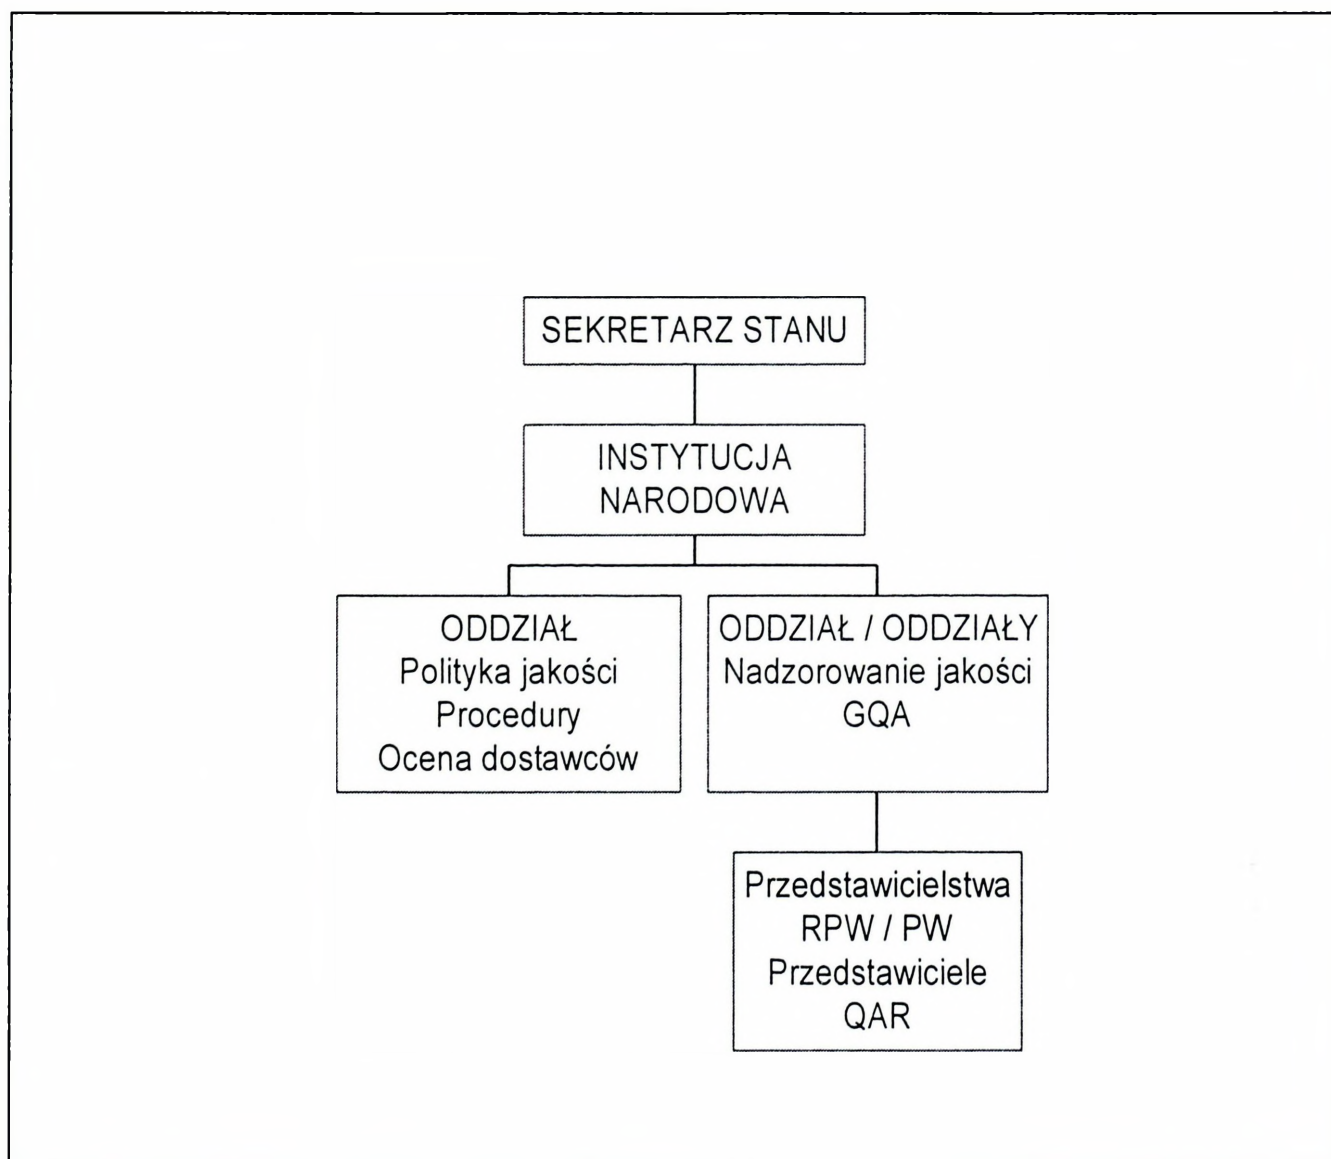 SEKRETARZ STANU
INSTYTUCJA
NARODOWA
ODDZIAŁ
Polityka jakości
Procedury
Ocena dostawców
ODDZIAŁ / ODDZIAŁY
Nadzorowanie jakości
GQA
Przedstawicielstwa
RPW / PW
Przedstawiciele
QAR